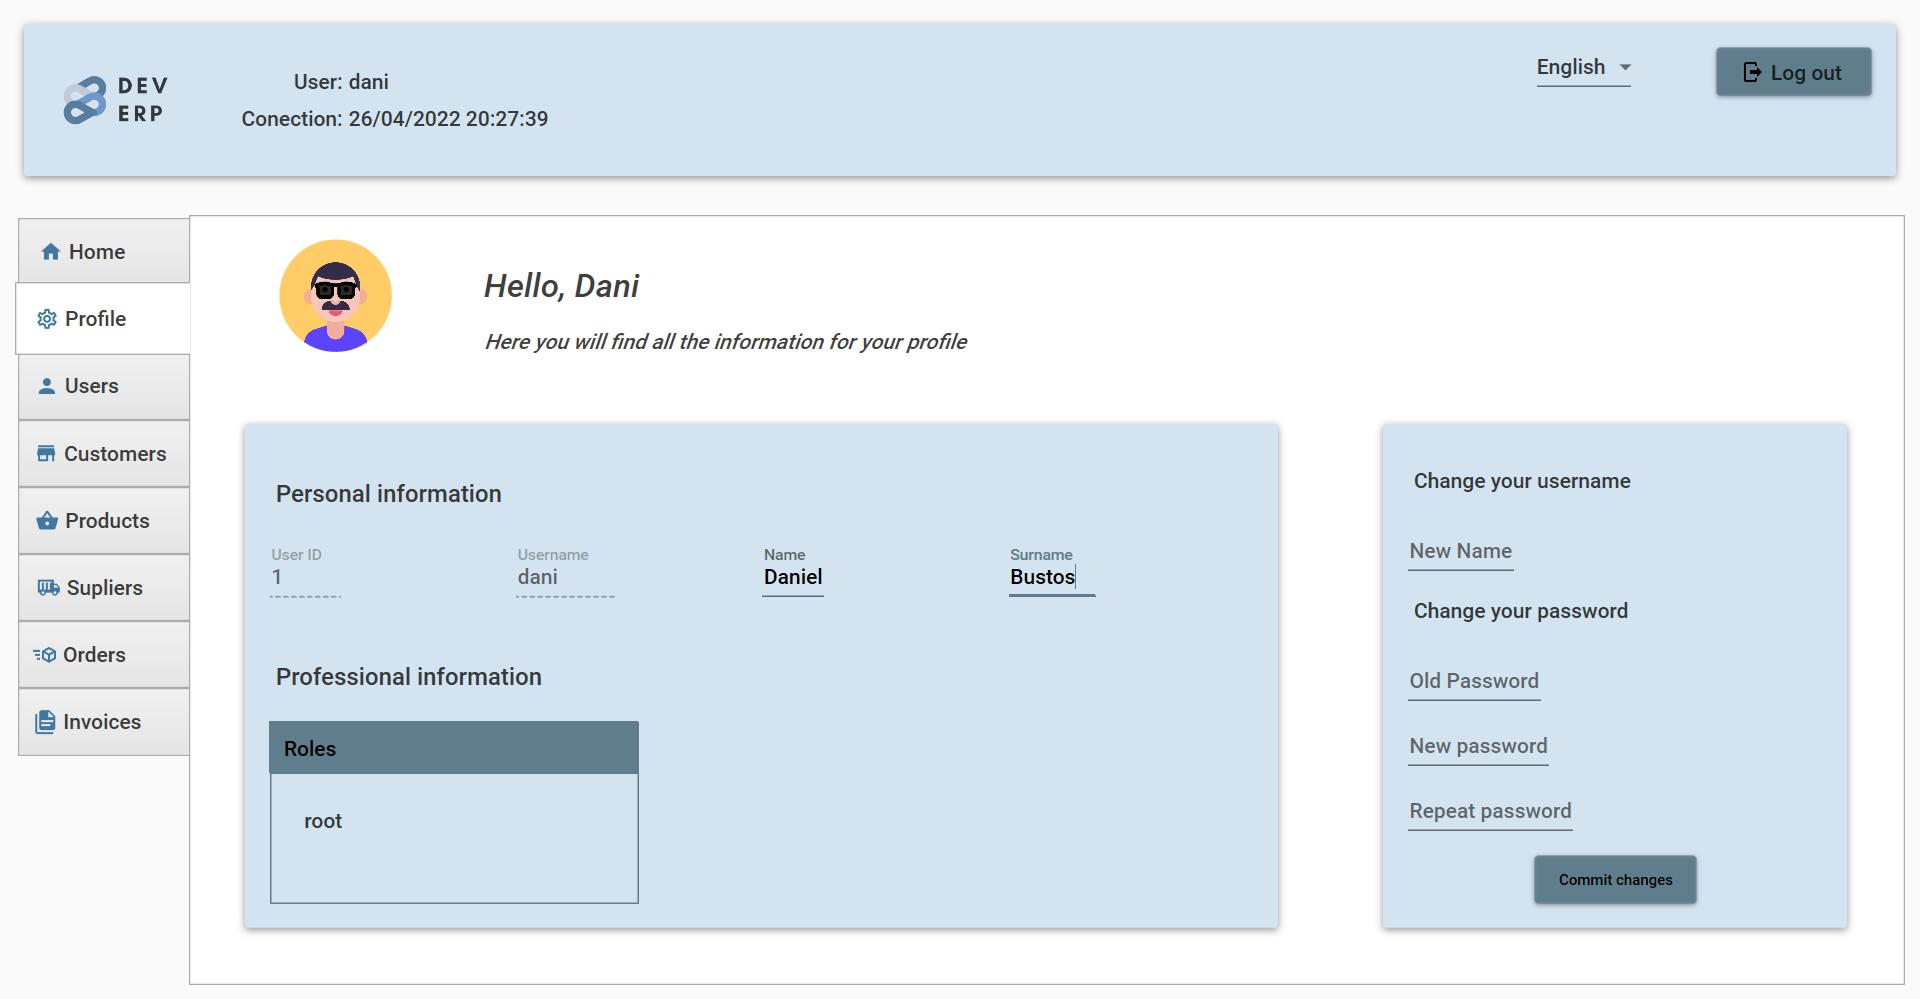 DEV
ERP
User: dani
Conection: 26/04/2022 20:27:39
English
Log out
Home
Profile
Users
Customers
Products
Supliers
Orders
Invoices
Hello, Dani
Here you will find all the information for your profile
Personal information
User ID
1
Username
dani
Name
Daniel
Surname
Bustos
Professional information
Roles
root
Change your username
New Name
Change your password
Old Password
New password
Repeat password
Commit changes